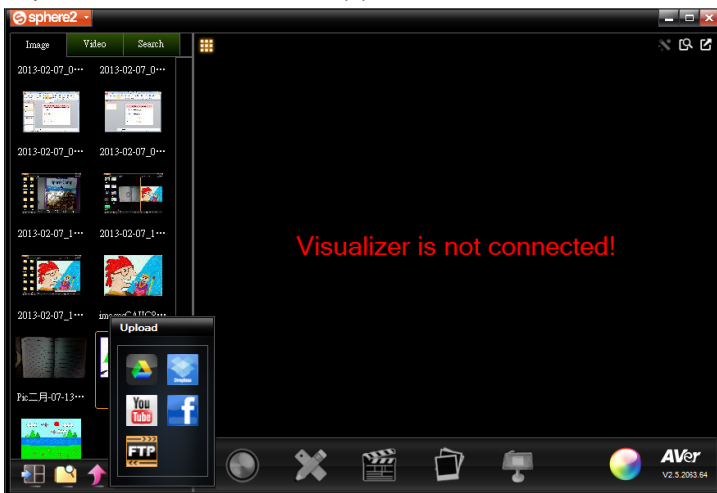 sphere2
Image Video Search
2013-02-07_0… 2013-02-07_0…
2013-02-07_0… 2013-02-07_0…
2013-02-07_1… 2013-02-07_1…
2013-02-07_1…
Pic二月-07-13…
Visualizer is not connected!
Upload
Dropbox
You
Tube
FTP
AVer
V2.5.2063.64